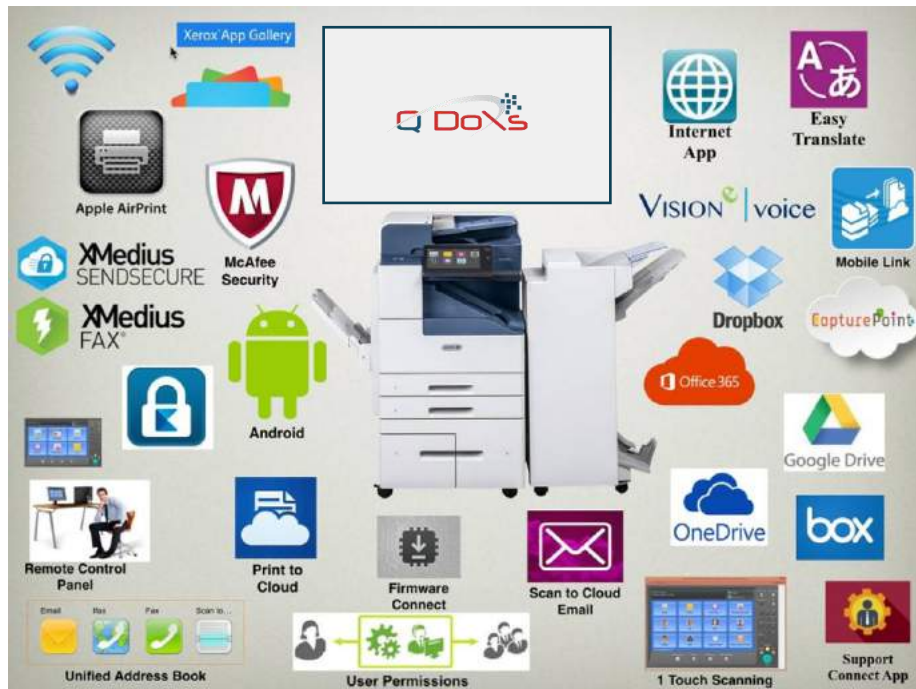 Xerox® App Gallery
Q DoXs
Internet
App
A あ
Easy
Translate
Apple AirPrint
M
McAfee
Security
VISION e | voice
Mobile Link
XMedius
SENDSECURE
XMedius
FAX®
Dropbox
CapturePoint
Office 365
Android
Google Drive
OneDrive
box
Remote Control
Panel
Print to
Cloud
Firmware
Connect
Scan to Cloud
Email
Email
Fax
Scan to...
Unified Address Book
User Permissions
1 Touch Scanning
Support
Connect App